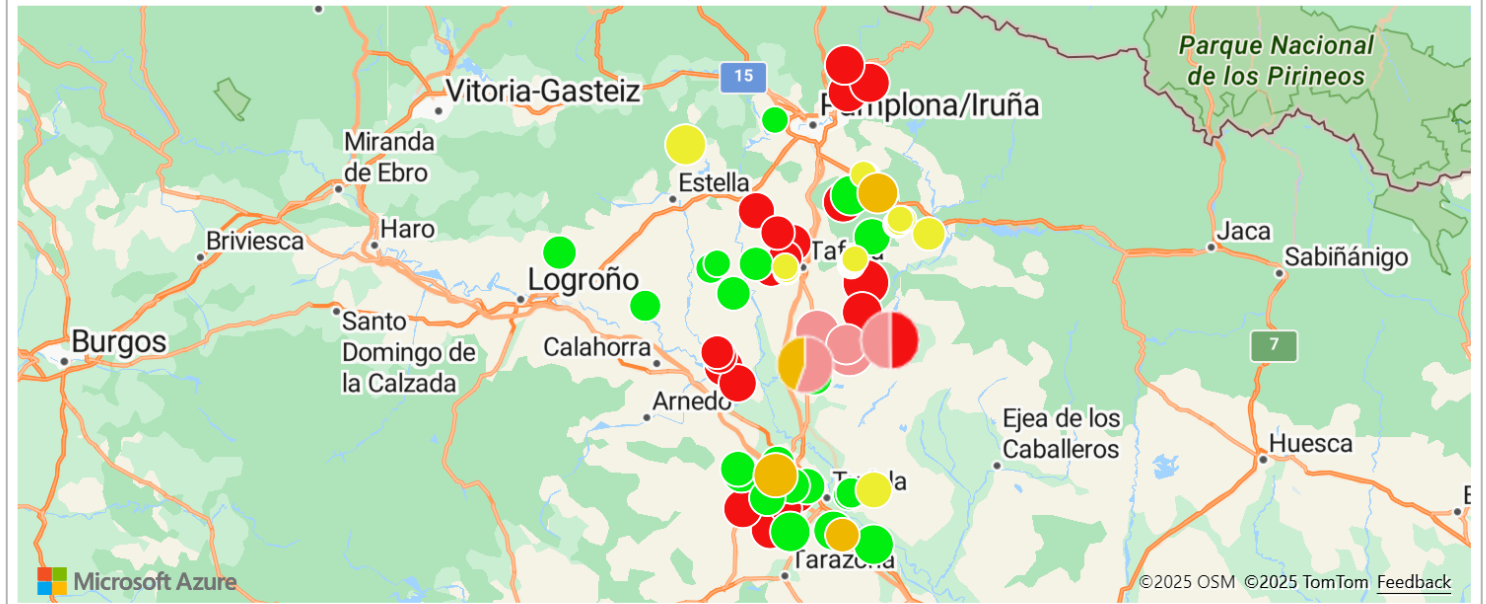 Parque Nacional
de los Pirineos
15
Vitoria-Gasteiz
Pamplona/Iruña
Miranda
de Ebro
Estella
Haro
Briviesca
Jaca
Sabiñánigo
Logroño
Santo
Domingo de
la Calzada
Burgos
Calahorra
7
Arnedo
Ejea de los
Caballeros
Huesca
Tarazona
Microsoft Azure
©2025 OSM ©2025 TomTom Feedback